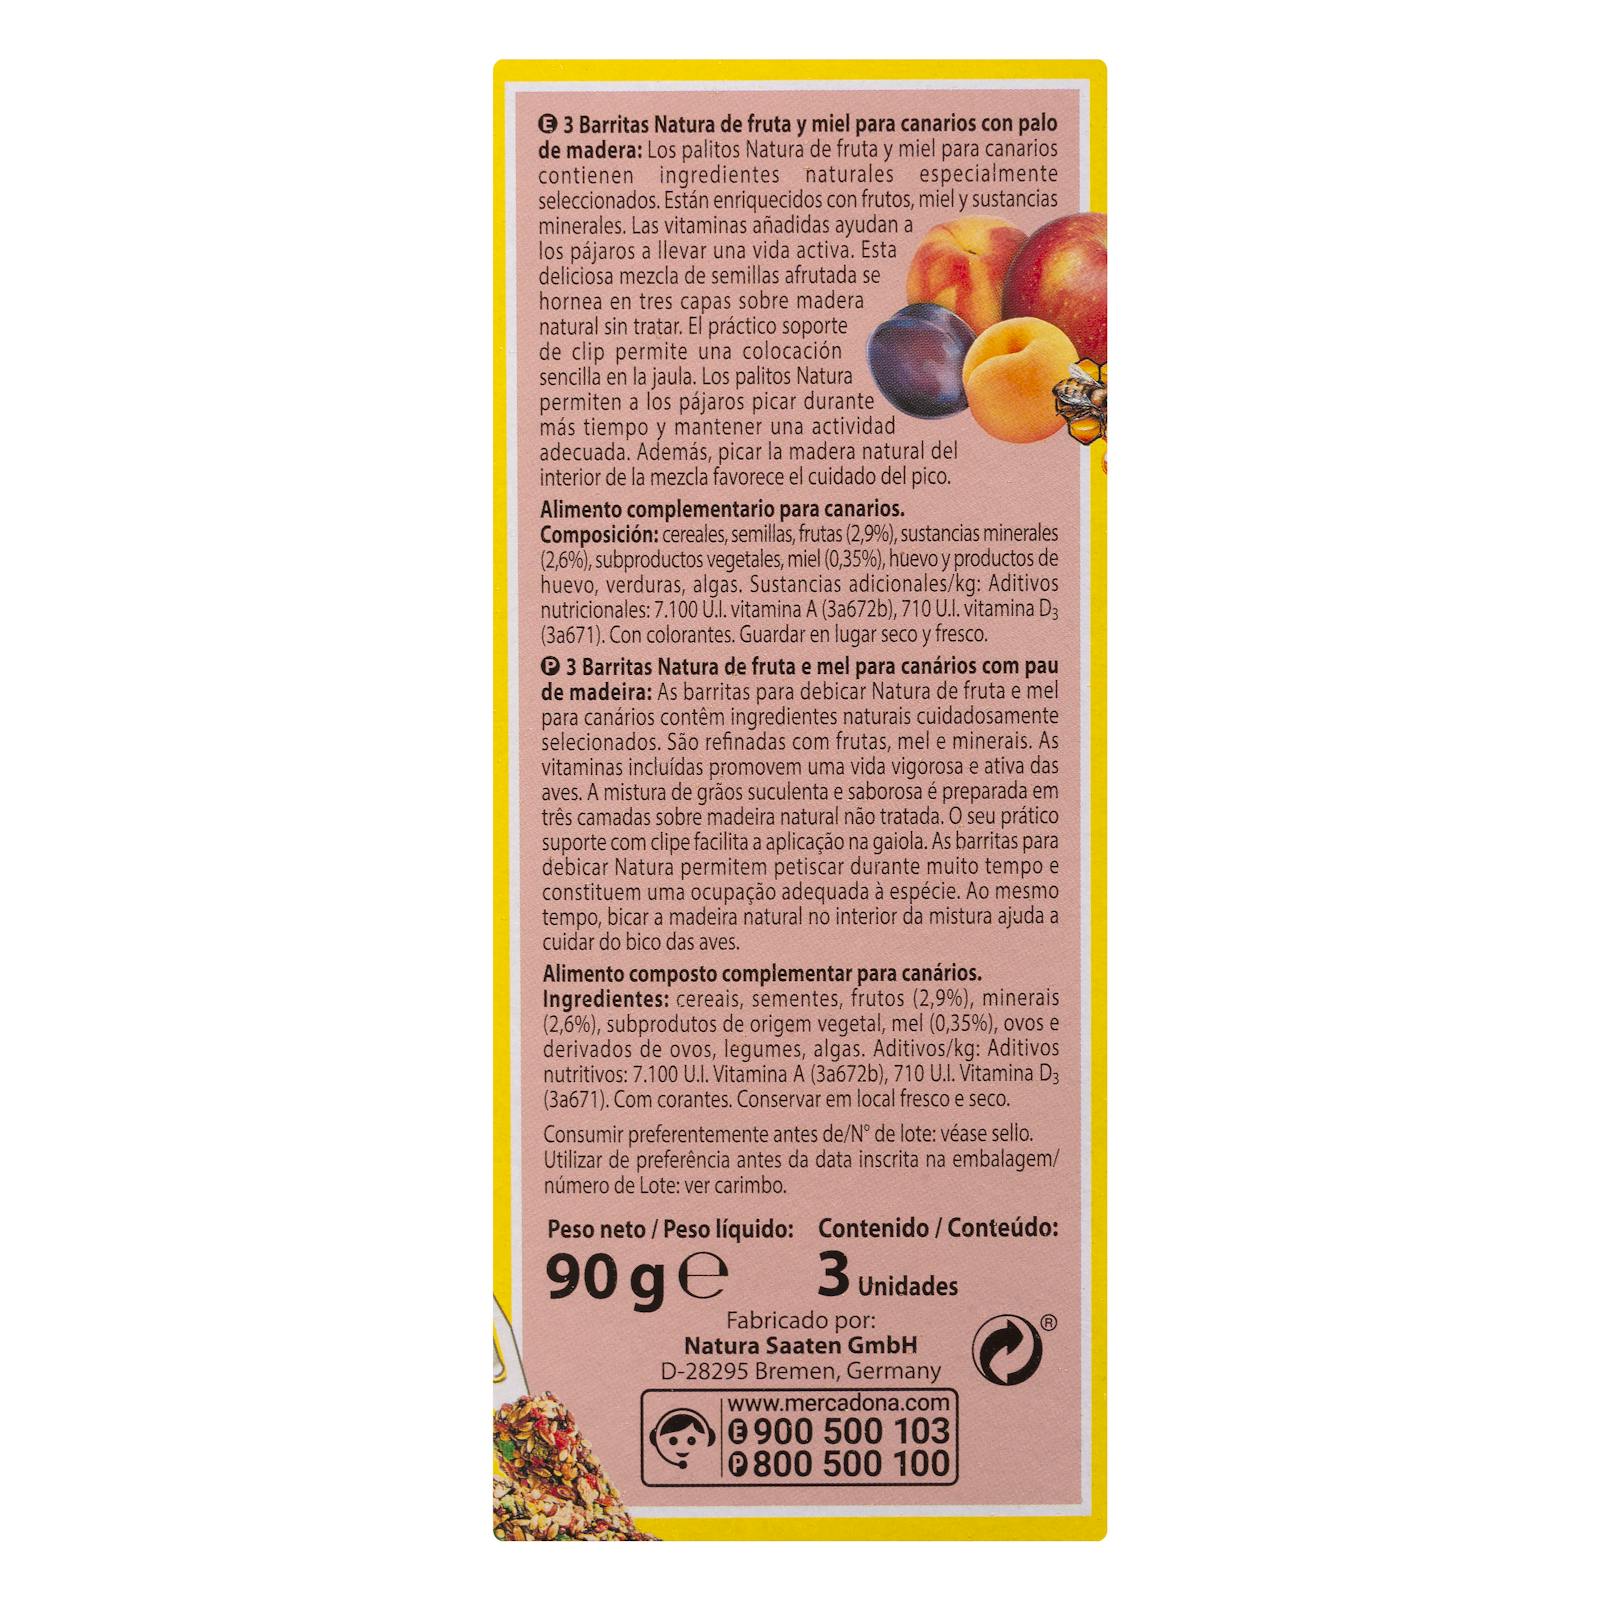 E 3 Barritas Natura de fruta y miel para canarios con palo
de madera: Los palitos Natura de fruta y miel para canarios
contienen ingredientes naturales especialmente
seleccionados. Están enriquecidos con frutos, miel y sustancias
minerales. Las vitaminas añadidas ayudan a
los pájaros a llevar una vida activa. Esta
deliciosa mezcla de semillas afrutada se
hornea en tres capas sobre madera
natural sin tratar. El práctico soporte
de clip permite una colocación
sencilla en la jaula. Los palitos Natura
permiten a los pájaros picar durante
más tiempo y mantener una actividad
adecuada. Además, picar la madera natural del
interior de la mezcla favorece el cuidado del pico.
Alimento complementario para canarios.
Composición: cereales, semillas, frutas (2,9%), sustancias minerales
(2,6%), subproductos vegetales, miel (0,35%), huevo y productos de
huevo, verduras, algas. Sustancias adicionales/kg: Aditivos
nutricionales: 7.100 U.I. vitamina A (3a672b), 710 U.I. vitamina D3
(3a671). Con colorantes. Guardar en lugar seco y fresco.
P 3 Barritas Natura de fruta e mel para canários com pau
de madeira: As barritas para debicar Natura de fruta e mel
para canários contêm ingredientes naturais cuidadosamente
selecionados. São refinadas com frutas, mel e minerais. As
vitaminas incluídas promovem uma vida vigorosa e ativa das
aves. A mistura de grãos suculenta e saborosa é preparada em
três camadas sobre madeira natural não tratada. O seu prático
suporte com clipe facilita a aplicação na gaiola. As barritas para
debicar Natura permitem petiscar durante muito tempo e
constituem uma ocupação adequada à espécie. Ao mesmo
tempo, bicar a madeira natural no interior da mistura ajuda a
cuidar do bico das aves.
Alimento composto complementar para canários.
Ingredientes: cereais, sementes, frutos (2,9%), minerais
(2,6%), subprodutos de origem vegetal, mel (0,35%), ovos e
derivados de ovos, legumes, algas. Aditivos/kg: Aditivos
nutritivos: 7.100 U.I. Vitamina A (3a672b), 710 U.I. Vitamina D3
(3a671). Com corantes. Conservar em local fresco e seco.
Consumir preferentemente antes de/N° de lote: véase sello.
Utilizar de preferência antes da data inscrita na embalagem/
número de Lote: ver carimbo.
Peso neto / Peso líquido: Contenido / Conteúdo:
90 g ℮ 3 Unidades
Fabricado por:
Natura Saaten GmbH
D-28295 Bremen, Germany
®
www.mercadona.com
E 900 500 103
P 800 500 100